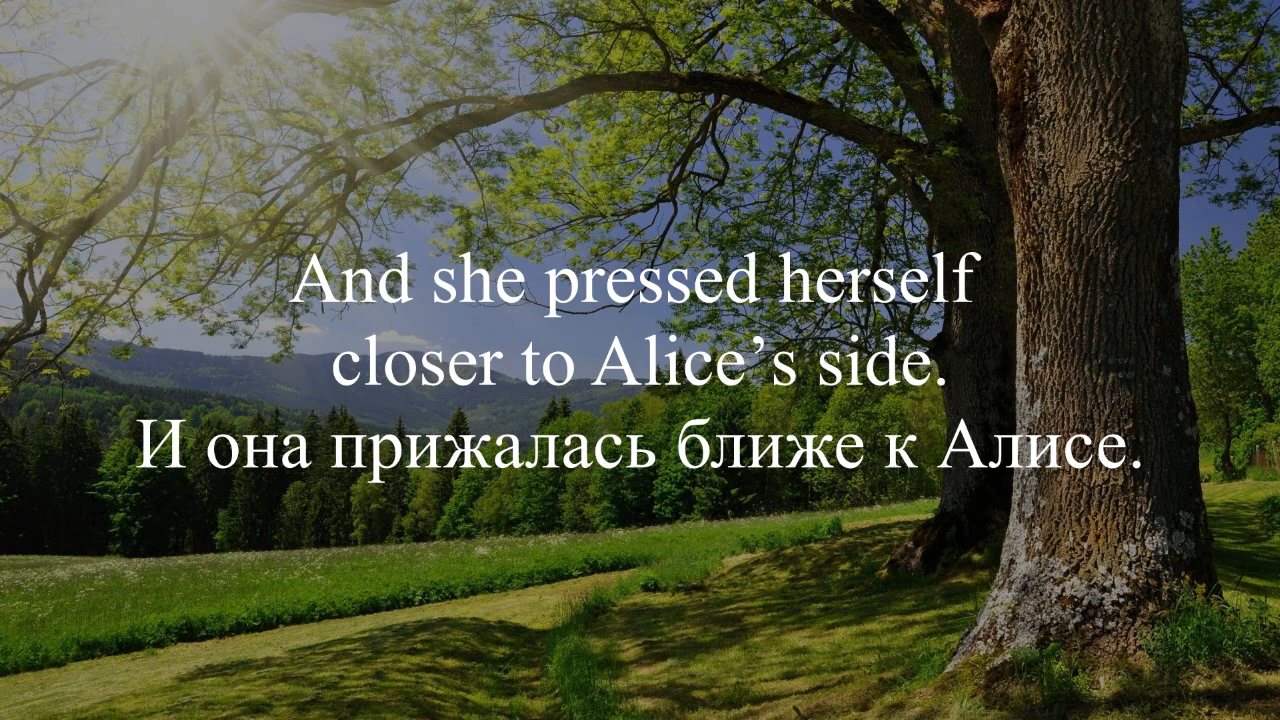 And she pressed herself
closer to Alice’s side.
И она прижалась ближе к Алисе.